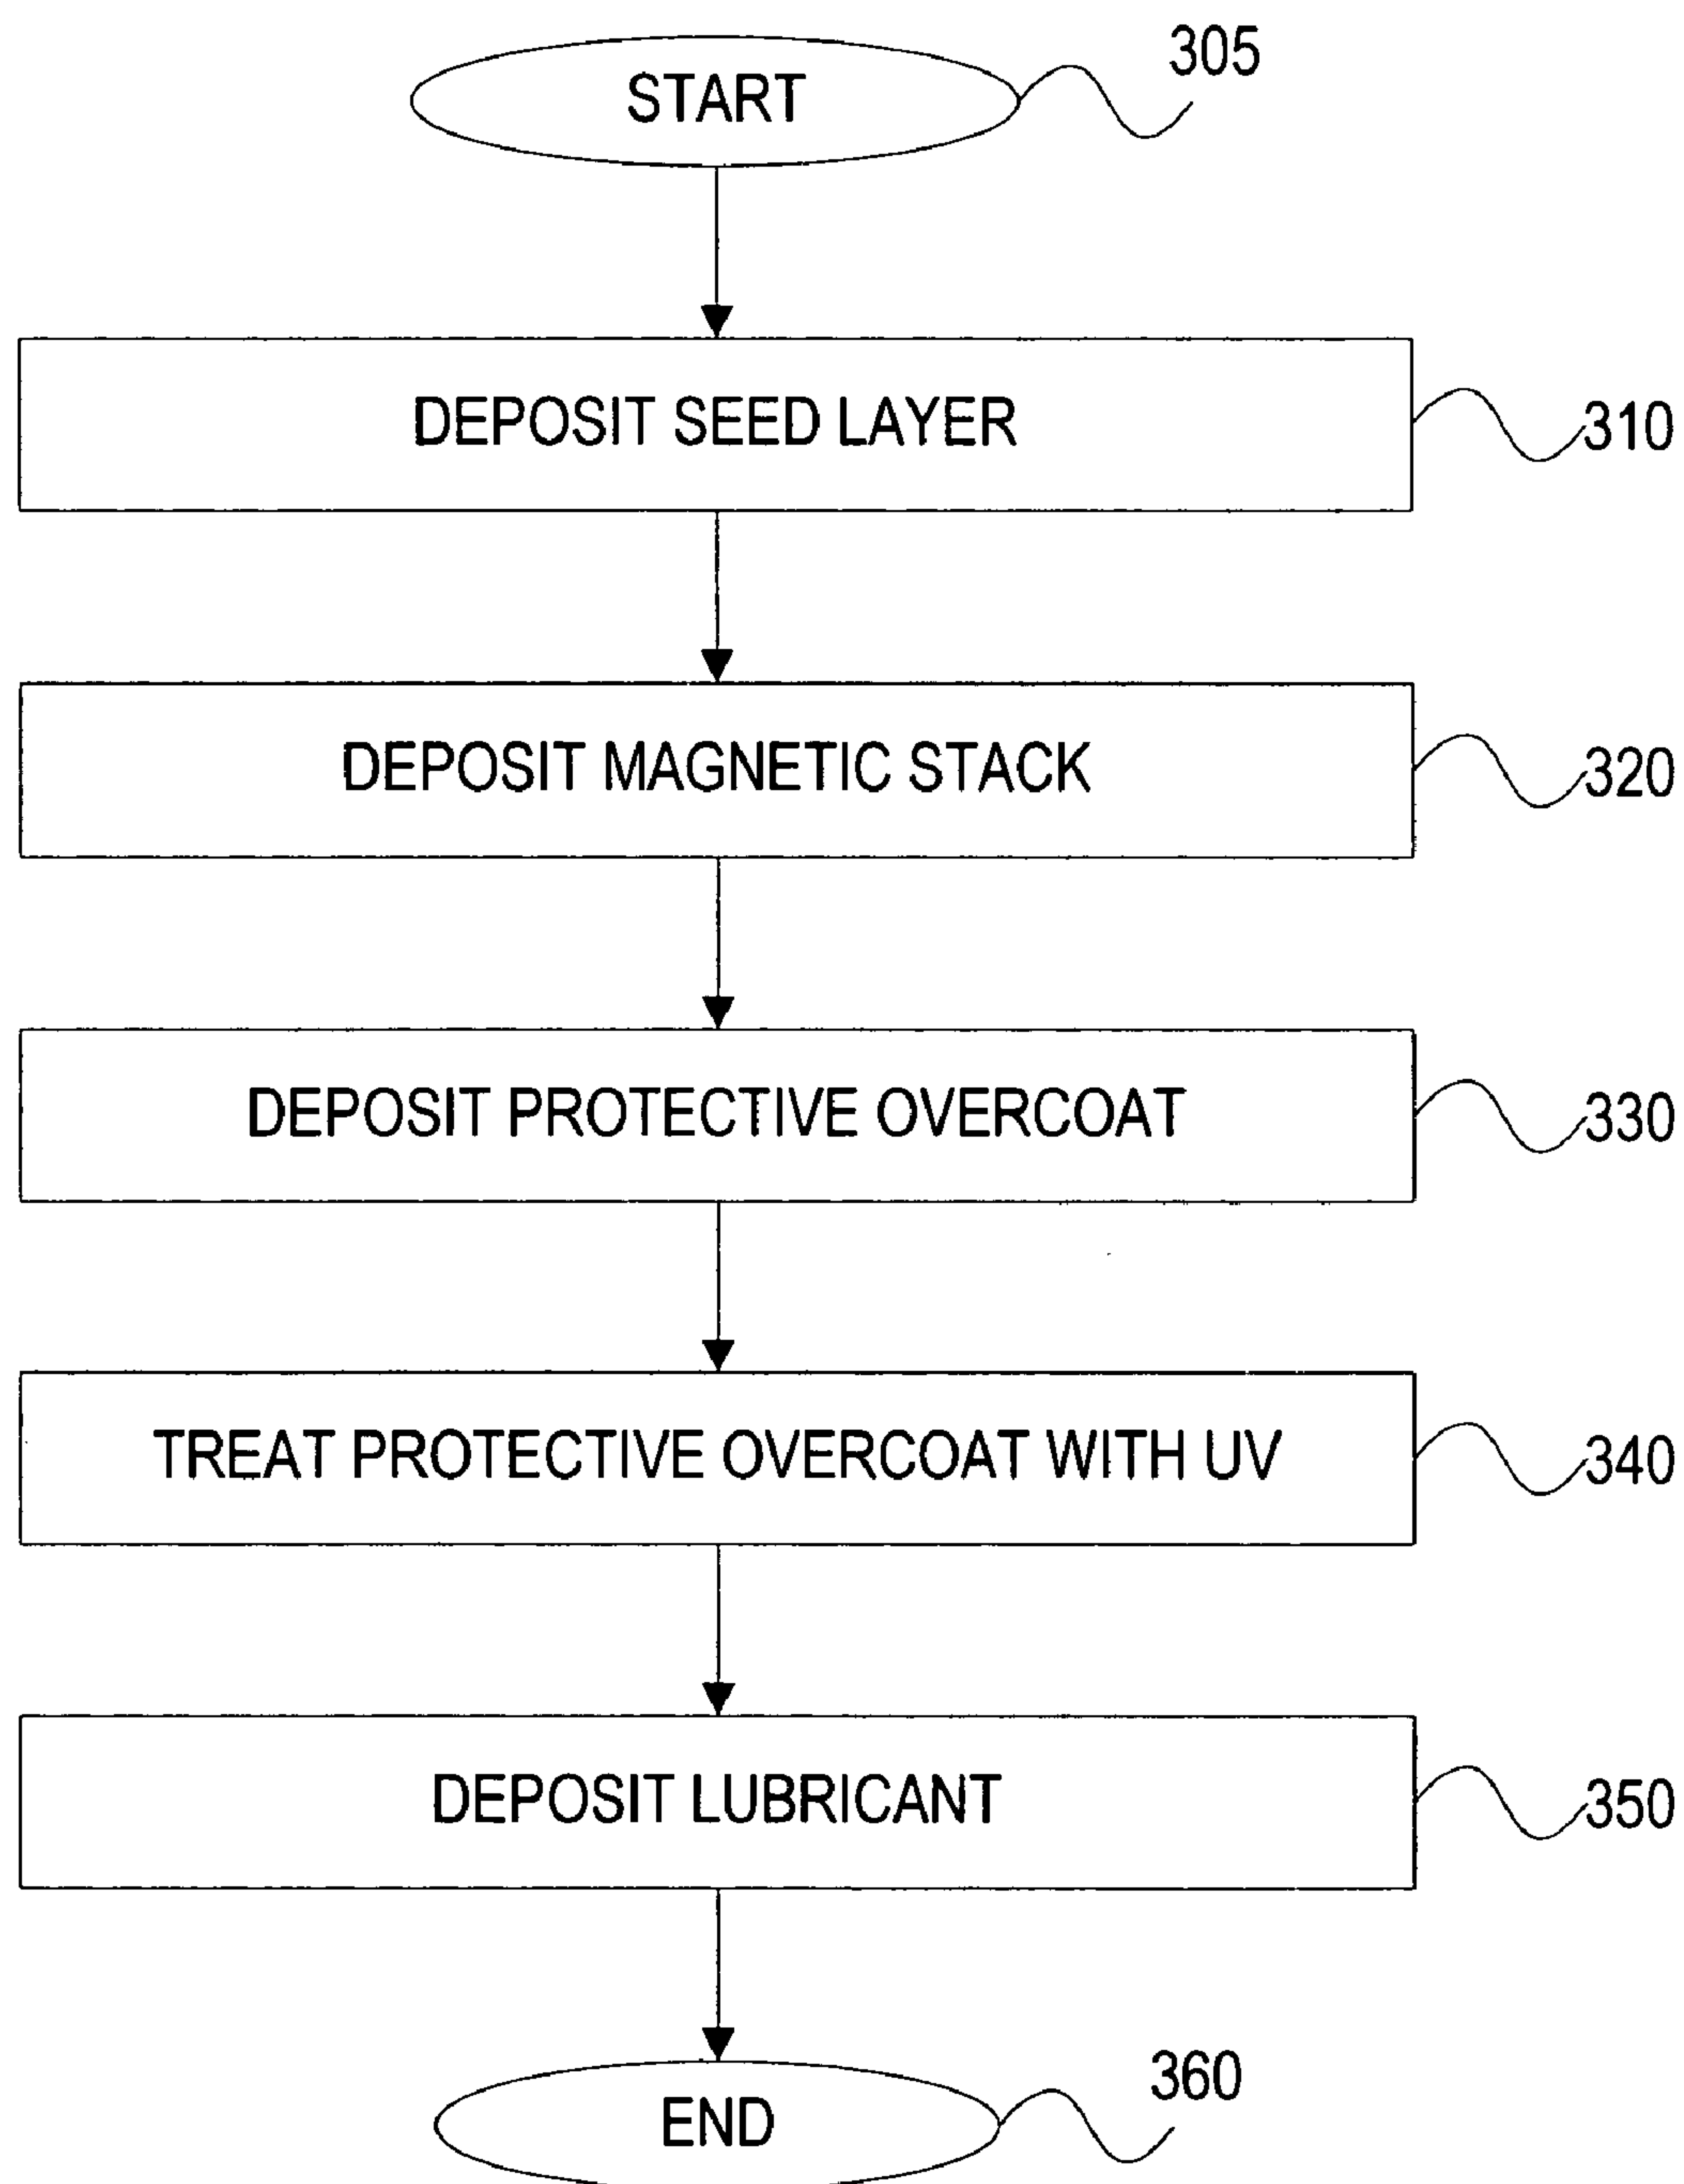 START
305
DEPOSIT SEED LAYER
310
DEPOSIT MAGNETIC STACK
320
DEPOSIT PROTECTIVE OVERCOAT
330
TREAT PROTECTIVE OVERCOAT WITH UV
340
DEPOSIT LUBRICANT
350
END
360